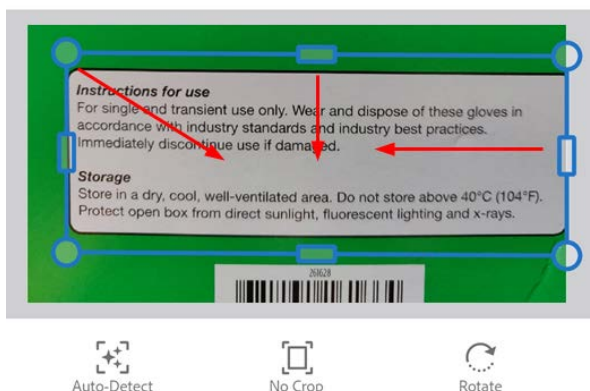 Instructions for use
For single and transient use only. Wear and dispose of these gloves in
accordance with industry standards and industry best practices.
Immediately discontinue use if damaged.
Storage
Store in a dry, cool, well-ventilated area. Do not store above 40°C (104°F).
Protect open box from direct sunlight, fluorescent lighting and x-rays.
261628
Auto-Detect
No Crop
Rotate